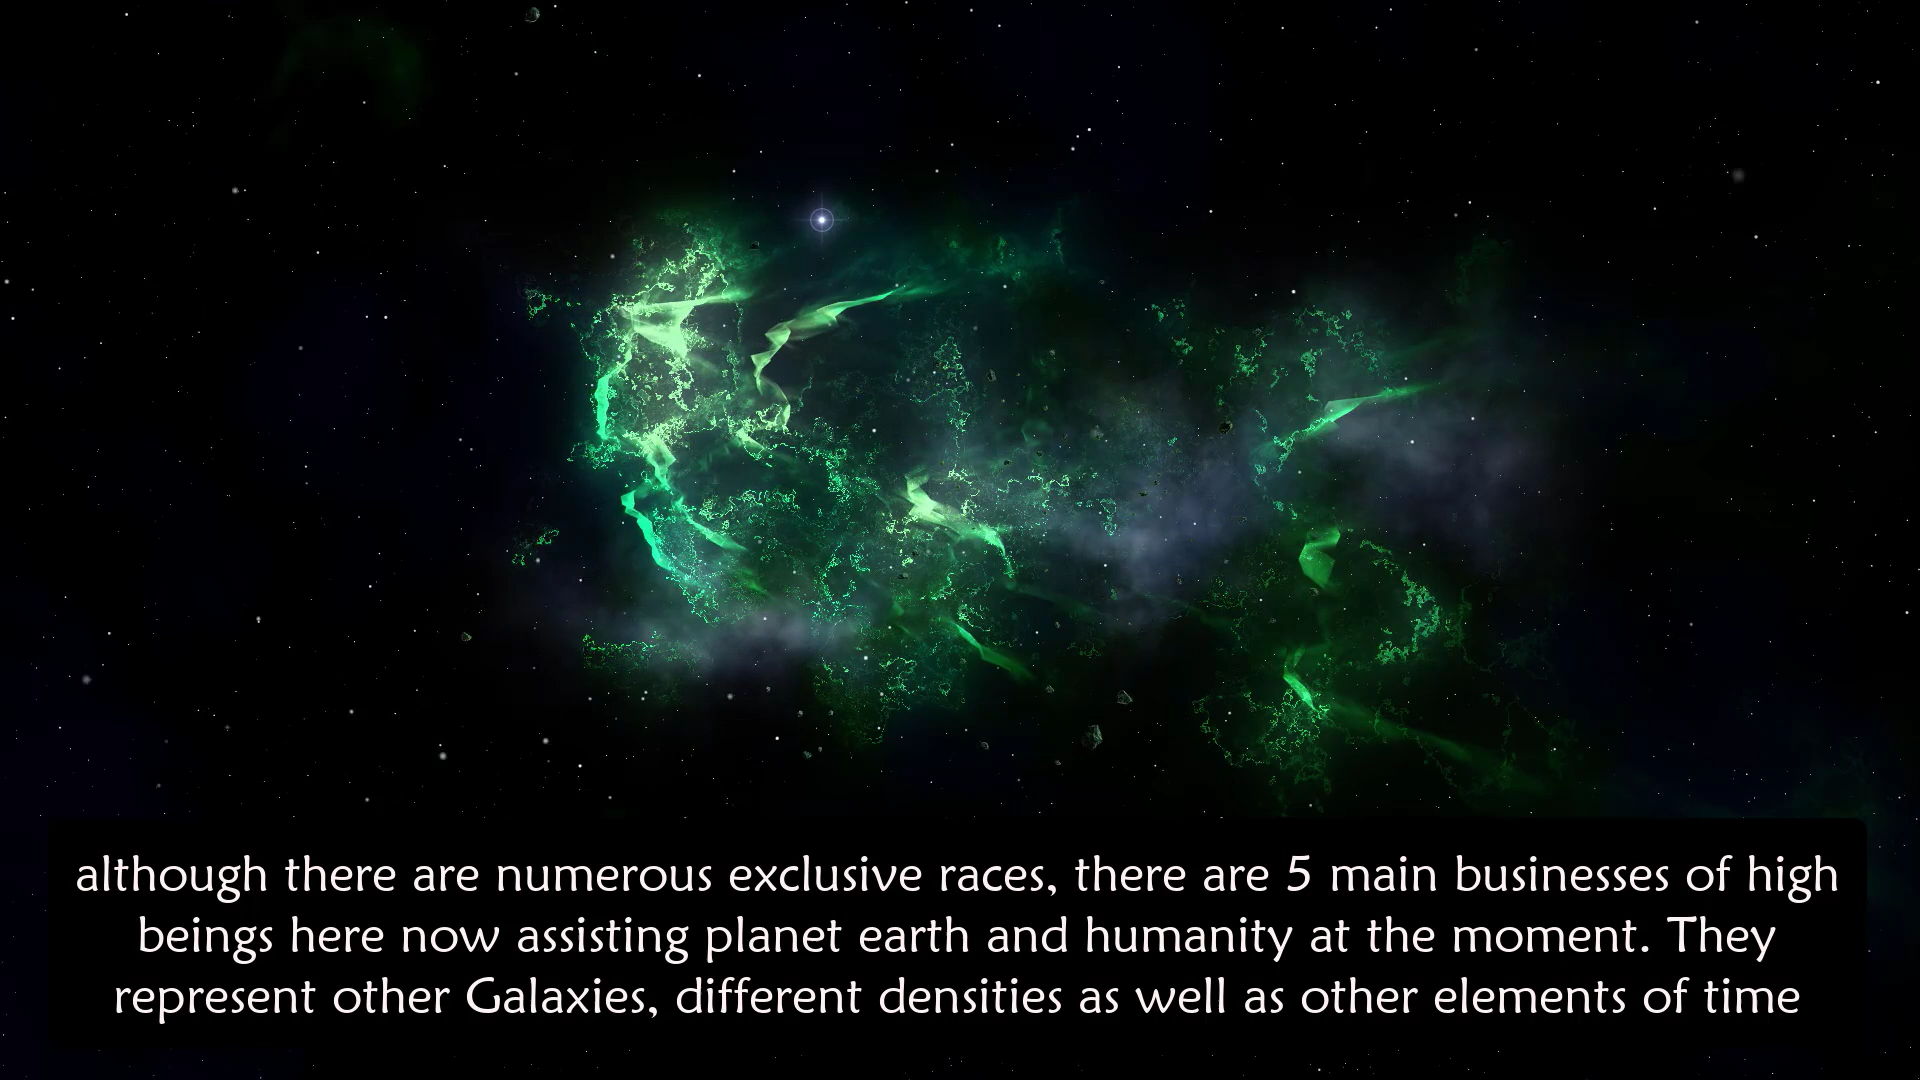 although there are numerous exclusive races, there are 5 main businesses of high
beings here now assisting planet earth and humanity at the moment. They
represent other Galaxies, different densities as well as other elements of time